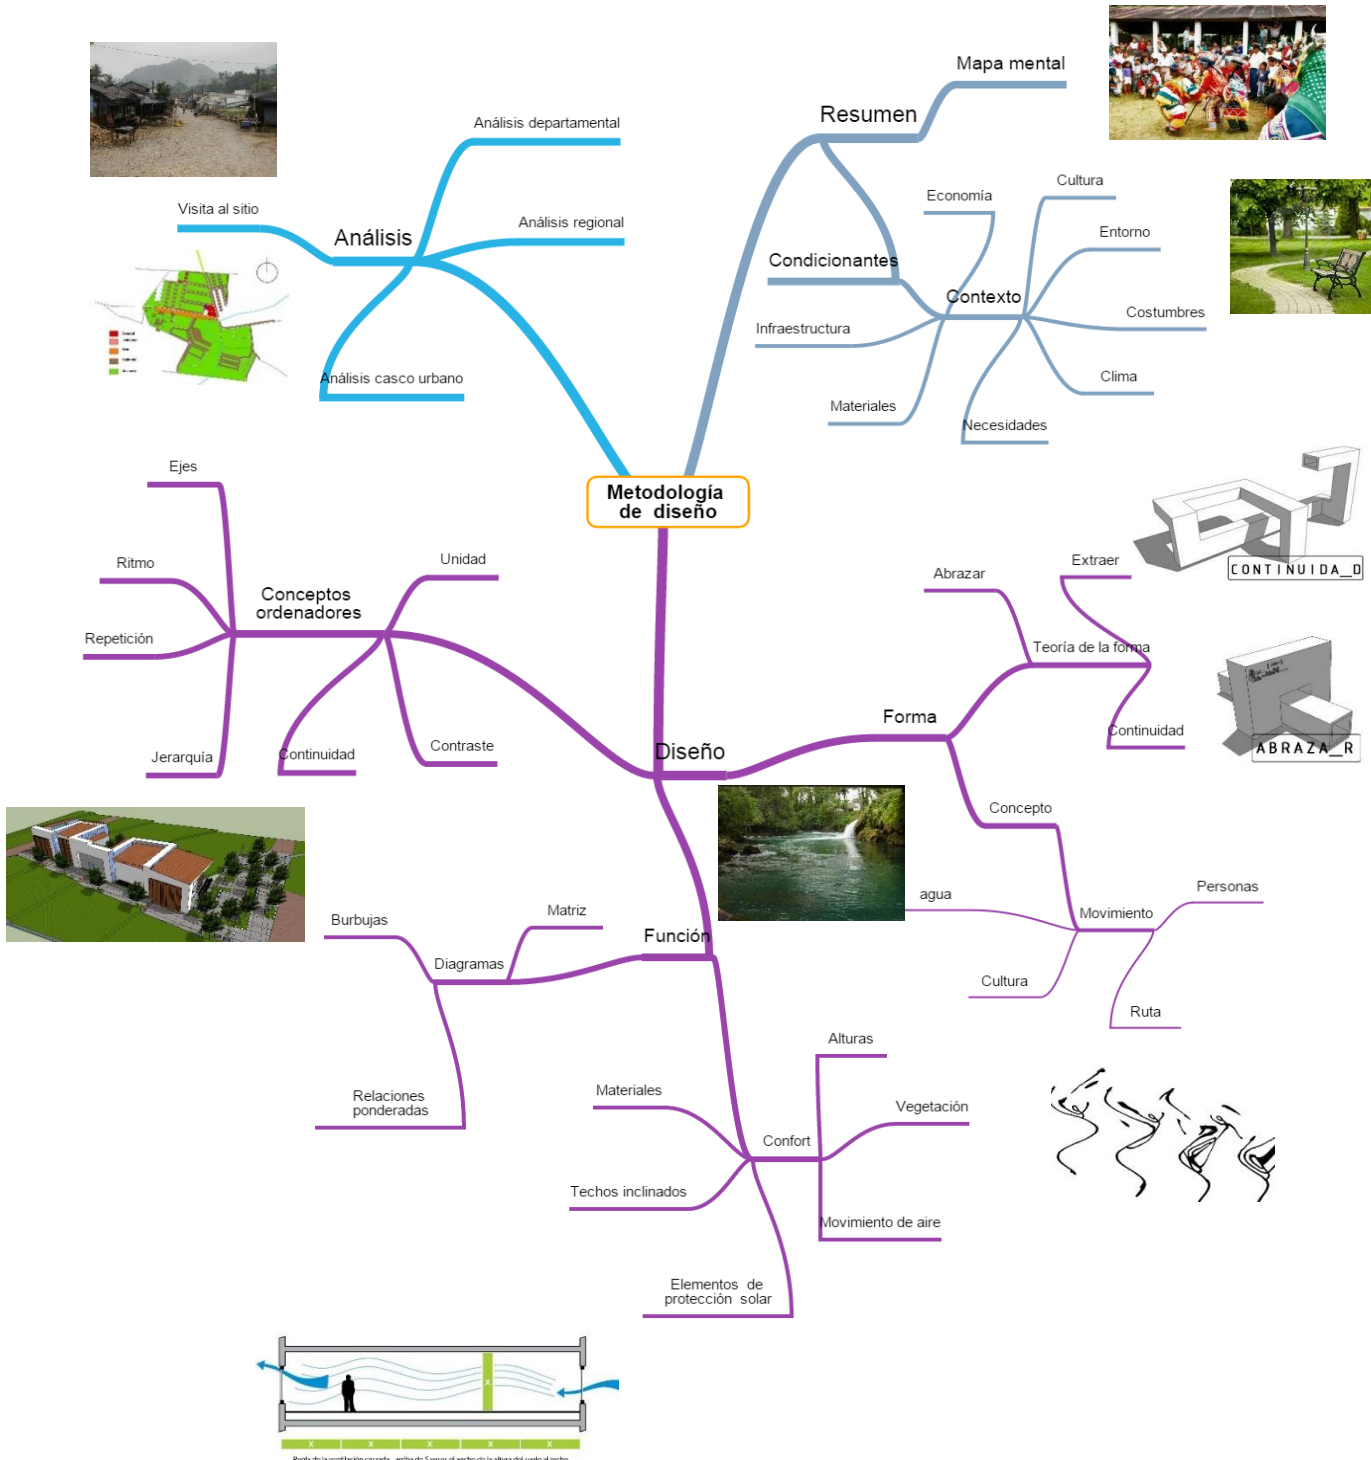 Mapa mental
Resumen
Análisis departamental
Cultura
Economía
Visita al sitio
Análisis regional
Entorno
Análisis
Condicionantes
Contexto
Costumbres
Infraestructura
Clima
Análisis casco urbano
Materiales
Necesidades
Ejes
Metodología
de diseño
Unidad
Extraer
CONTINUIDA_D
Ritmo
Abrazar
Conceptos
ordenadores
Repetición
Teoría de la forma
Forma
Continuidad
Jerarquía
Continuidad
Contraste
Diseño
ABRAZA_R
Concepto
agua
Personas
Burbujas
Matriz
Movimiento
Función
Diagramas
Cultura
Ruta
Alturas
Relaciones
ponderadas
Materiales
Vegetación
Confort
Techos inclinados
Movimiento de aire
Elementos de
protección solar
X
X X X X X